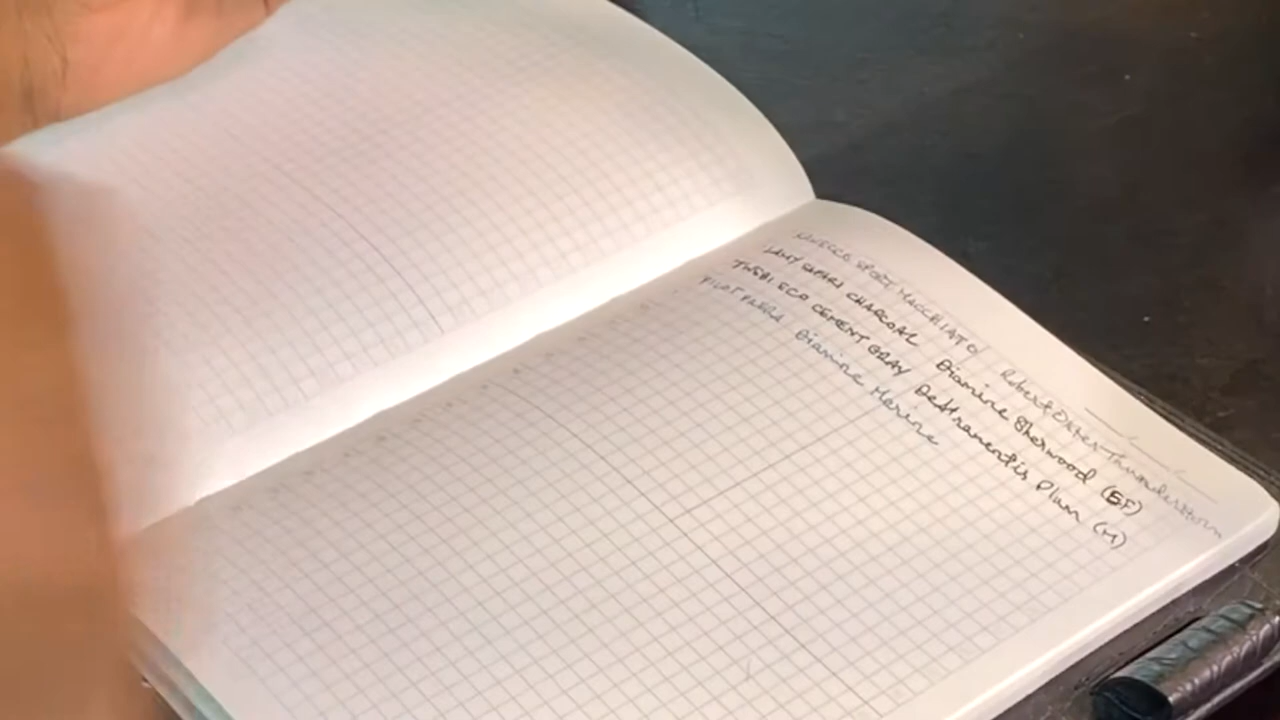 KAWECO SPORT MACCHIATO Robert Oster Thunderstorm
LAMY SAFARI CHARCOAL Diamine Sherwood (EF)
TWSBI ECO CEMENT GRAY DeAtramentis Plum (M)
PILOT Diamine Marine